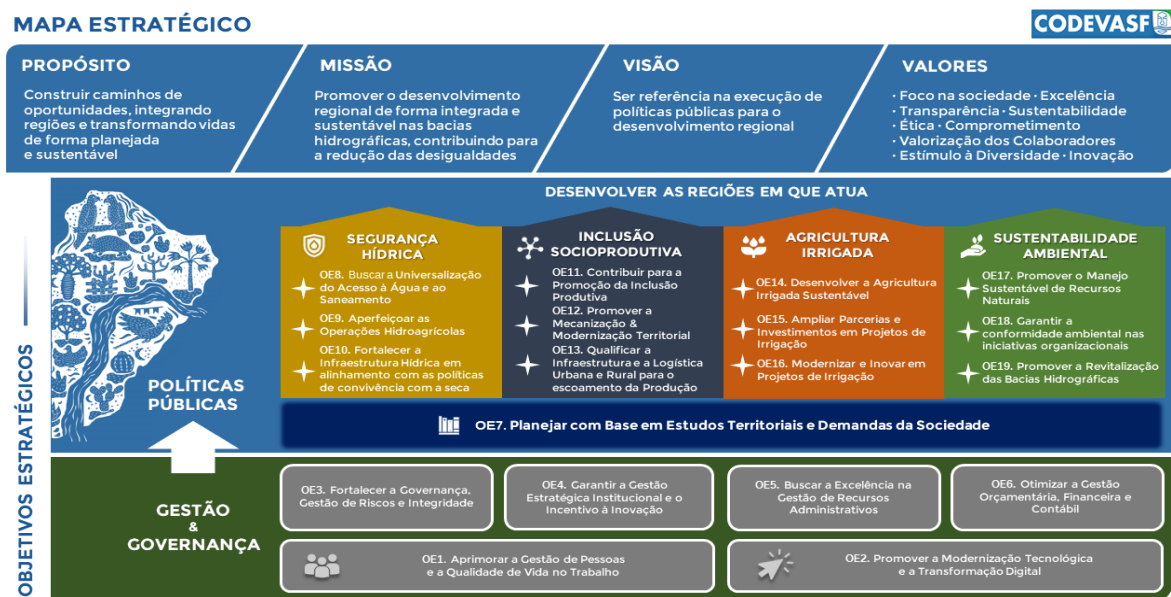 MAPA ESTRATÉGICO
CODEVASF
PROPÓSITO
Construir caminhos de
oportunidades, integrando
regiões e transformando vidas
de forma planejada
e sustentável
MISSÃO
Promover o desenvolvimento
regional de forma integrada e
sustentável nas bacias
hidrográficas, contribuindo para
a redução das desigualdades
VISÃO
Ser referência na execução de
políticas públicas para o
desenvolvimento regional
VALORES
· Foco na sociedade · Excelência
· Transparência · Sustentabilidade
· Ética · Comprometimento
· Valorização dos Colaboradores
· Estímulo à Diversidade · Inovação
OBJETIVOS ESTRATÉGICOS
POLÍTICAS
PÚBLICAS
DESENVOLVER AS REGIÕES EM QUE ATUA
SEGURANÇA
HÍDRICA
OE8. Buscar a Universalização
do Acesso à Água e ao
Saneamento
OE9. Aperfeiçoar as
Operações Hidroagrícolas
OE10. Fortalecer a
Infraestrutura Hídrica em
alinhamento com as políticas
de convivência com a seca
INCLUSÃO
SOCIOPRODUTIVA
OE11. Contribuir para a
Promoção da Inclusão
Produtiva
OE12. Promover a
Mecanização &
Modernização Territorial
OE13. Qualificar a
Infraestrutura e a Logística
Urbana e Rural para o
escoamento da Produção
AGRICULTURA
IRRIGADA
OE14. Desenvolver a Agricultura
Irrigada Sustentável
OE15. Ampliar Parcerias e
Investimentos em Projetos de
Irrigação
OE16. Modernizar e Inovar em
Projetos de Irrigação
SUSTENTABILIDADE
AMBIENTAL
OE17. Promover o Manejo
Sustentável de Recursos
Naturais
OE18. Garantir a
conformidade ambiental nas
iniciativas organizacionais
OE19. Promover a Revitalização
das Bacias Hidrográficas
OE7. Planejar com Base em Estudos Territoriais e Demandas da Sociedade
GESTÃO
&
GOVERNANÇA
OE3. Fortalecer a Governança,
Gestão de Riscos e Integridade
OE4. Garantir a Gestão
Estratégica Institucional e o
Incentivo à Inovação
OE5. Buscar a Excelência na
Gestão de Recursos
Administrativos
OE6. Otimizar a Gestão
Orçamentária, Financeira e
Contábil
OE1. Aprimorar a Gestão de Pessoas
e a Qualidade de Vida no Trabalho
OE2. Promover a Modernização Tecnológica
e a Transformação Digital